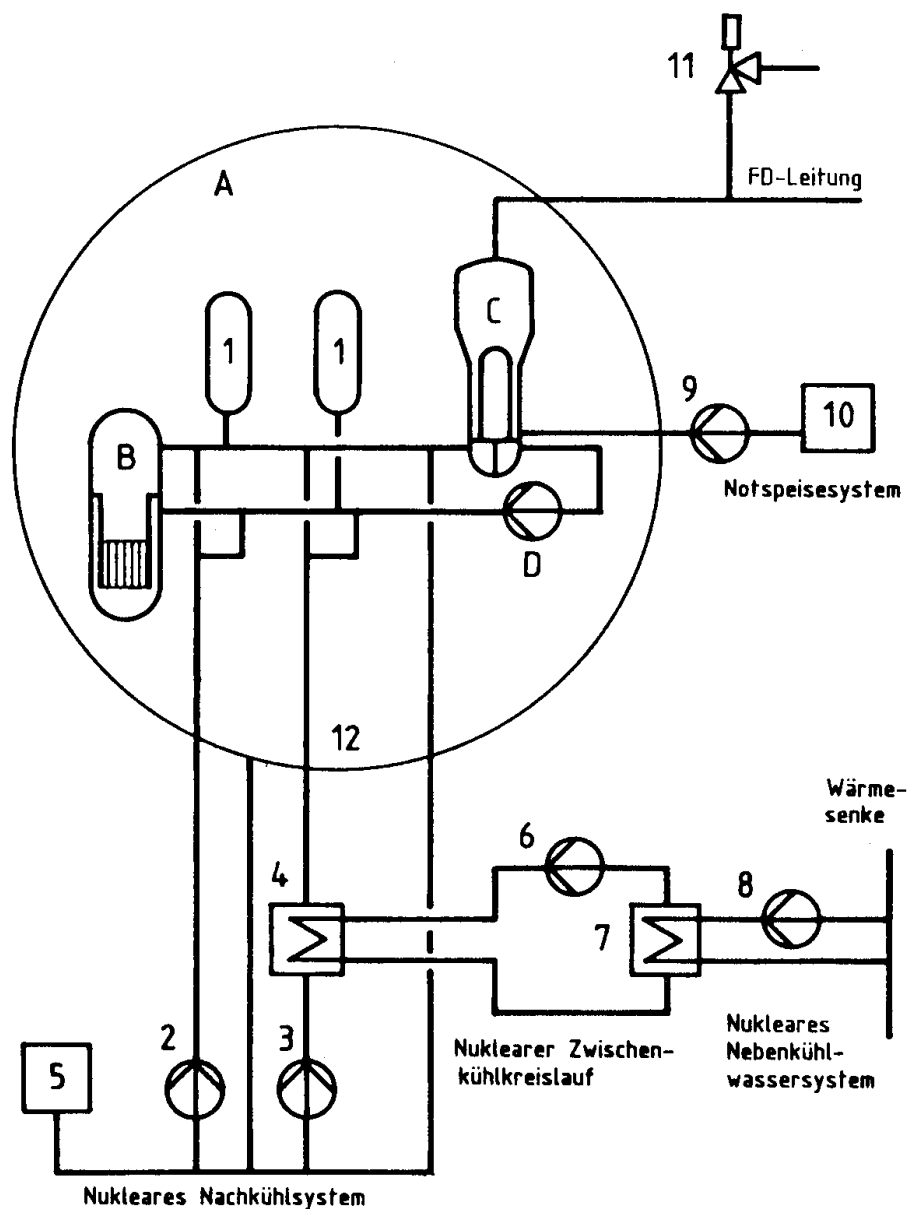 11
FD-Leitung
A
C
1
1
9
10
B
Notspeisesystem
D
12
Wärme-
senke
6
4
8
7
2
3
Nuklearer Zwischen-
kühlkreislauf
Nukleares
Nebenkühl-
wassersystem
5
Nukleares Nachkühlsystem